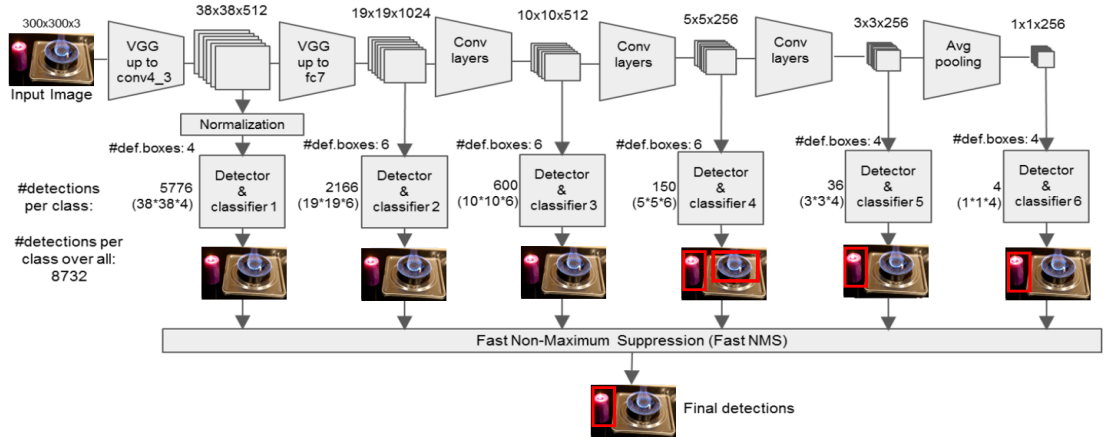 300x300x3
38x38x512
19x19x1024
10x10x512
5x5x256
3x3x256
1x1x256
VGG
up to
conv4_3
VGG
up to
fc7
Conv
layers
Conv
layers
Conv
layers
Avg
pooling
Input Image
Normalization
#def.boxes: 4
#def.boxes: 6
#def.boxes: 6
#def.boxes: 6
#def.boxes: 4
#def.boxes: 4
#detections
per class:
5776
(38*38*4)
Detector
&
classifier 1
2166
(19*19*6)
Detector
&
classifier 2
600
(10*10*6)
Detector
&
classifier 3
150
(5*5*6)
Detector
&
classifier 4
36
(3*3*4)
Detector
&
classifier 5
4
(1*1*4)
Detector
&
classifier 6
#detections per
class over all:
8732
Fast Non-Maximum Suppression (Fast NMS)
Final detections